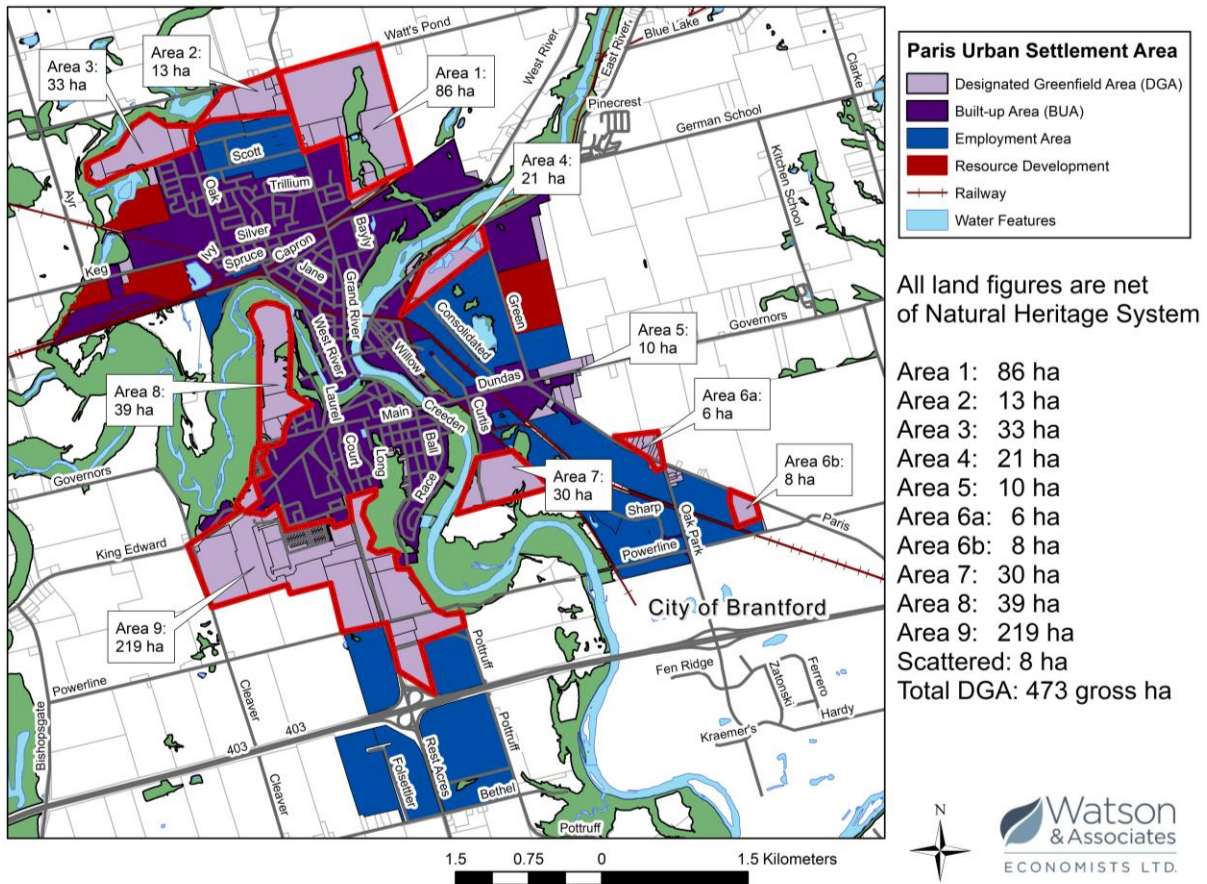 Watt's Pond
Area 2:
13 ha
Area 3:
33 ha
Area 1:
86 ha
West River
East River
Blue Lake
Clarke
Pinecrest
German School
Kitchen School
Scott
Area 4:
21 ha
Ayr
Oak
Trillium
Silver
Ivy
Spruce
Capron
Bayly
Keg
Jane
Grand River
Green
Consolidated
Governors
West River
Willow
Area 5:
10 ha
Dundas
Area 8:
39 ha
Laurel
Main
Creeden
Curtis
Area 6a:
6 ha
Court
Long
Ball
Race
Governors
Area 7:
30 ha
Area 6b:
8 ha
Sharp
Oak Park
Paris
King Edward
Powerline
City of Brantford
Area 9:
219 ha
Pottruff
Fen Ridge
Zatonski
Ferrero
Powerline
Cleaver
Hardy
Kraemer's
Bishopsgate
403
403
Pottruff
Rest Acres
Folsettler
Cleaver
Bethel
Pottruff
1.5 0.75 0 1.5 Kilometers
Paris Urban Settlement Area
Designated Greenfield Area (DGA)
Built-up Area (BUA)
Employment Area
Resource Development
Railway
Water Features
All land figures are net
of Natural Heritage System
Area 1: 86 ha
Area 2: 13 ha
Area 3: 33 ha
Area 4: 21 ha
Area 5: 10 ha
Area 6a: 6 ha
Area 6b: 8 ha
Area 7: 30 ha
Area 8: 39 ha
Area 9: 219 ha
Scattered: 8 ha
Total DGA: 473 gross ha
N
Watson
& Associates
ECONOMISTS LTD.